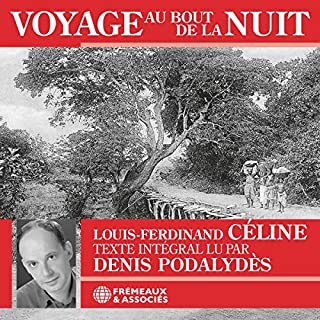 VOYAGE AU BOUT DE LA NUIT
LOUIS-FERDINAND CÉLINE
TEXTE INTÉGRAL LU PAR
DENIS PODALYDÈS
FRÉMEAUX
& ASSOCIÉS